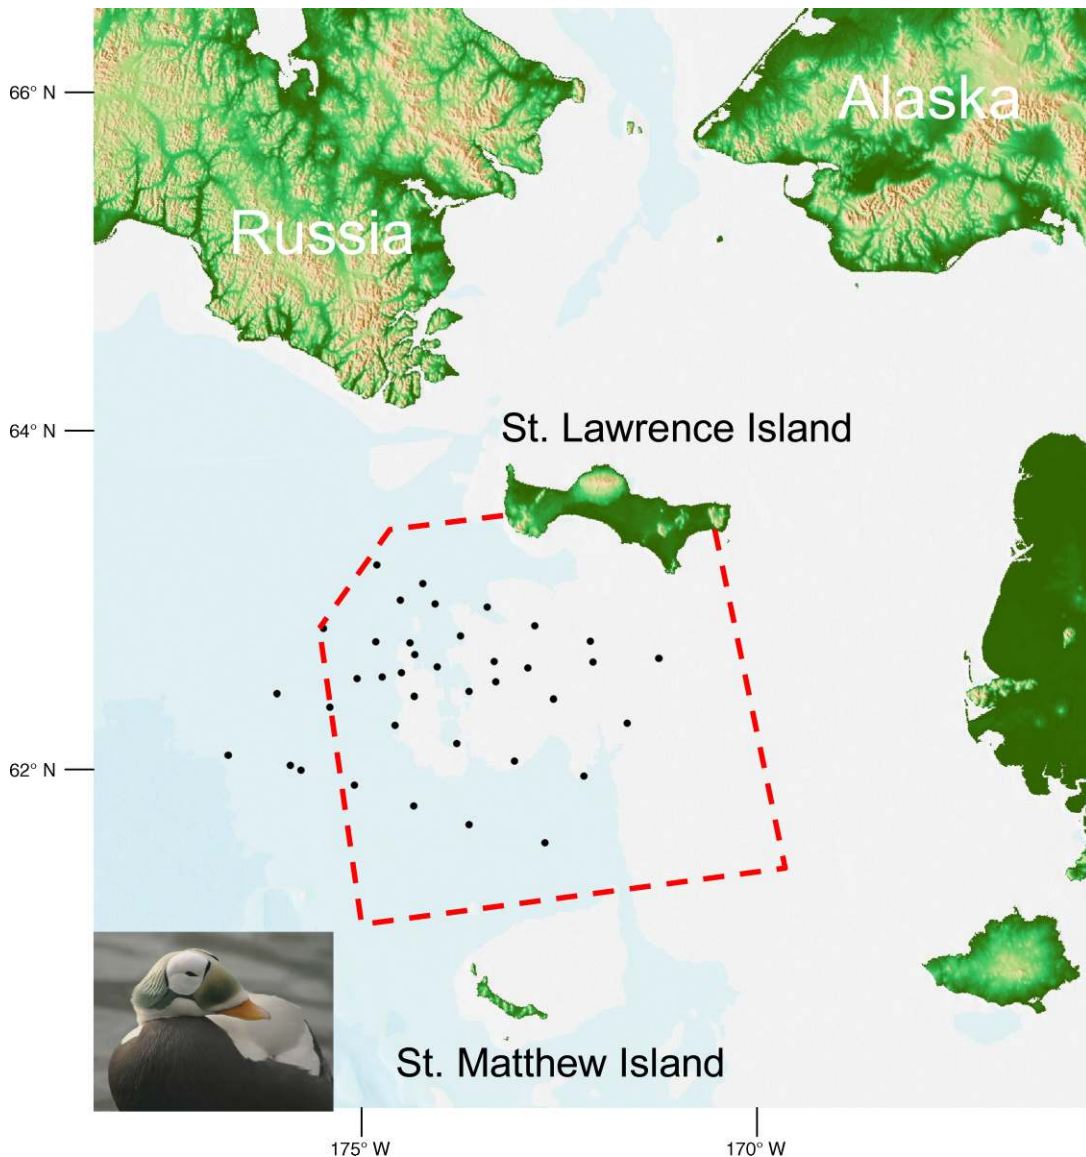 66° N
Alaska
Russia
64° N
St. Lawrence Island
62° N
St. Matthew Island
175° W
170° W